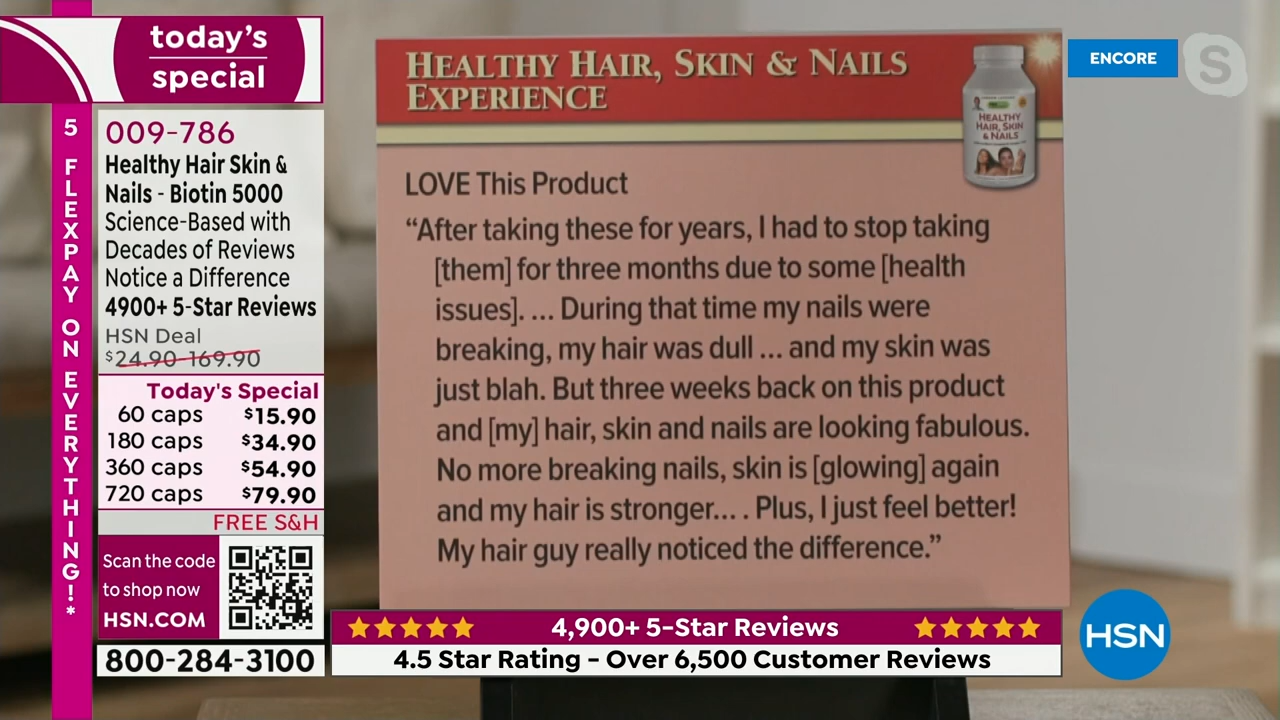 today's
special
5 FLEXPAY ON EVERYTHING!*
009-786
Healthy Hair Skin &
Nails - Biotin 5000
Science-Based with
Decades of Reviews
Notice a Difference
4900+ 5-Star Reviews
HSN Deal
$24.90-169.90
Today's Special
60 caps $15.90
180 caps $34.90
360 caps $54.90
720 caps $79.90
FREE S&H
Scan the code
to shop now
HSN.COM
800-284-3100
HEALTHY HAIR, SKIN & NAILS
EXPERIENCE
HEALTHY
HAIR, SKIN
& NAILS
LOVE This Product
“After taking these for years, I had to stop taking
[them] for three months due to some [health
issues]. ... During that time my nails were
breaking, my hair was dull ... and my skin was
just blah. But three weeks back on this product
and [my] hair, skin and nails are looking fabulous.
No more breaking nails, skin is [glowing] again
and my hair is stronger... . Plus, I just feel better!
My hair guy really noticed the difference.”
ENCORE
S
4,900+ 5-Star Reviews
4.5 Star Rating – Over 6,500 Customer Reviews
HSN